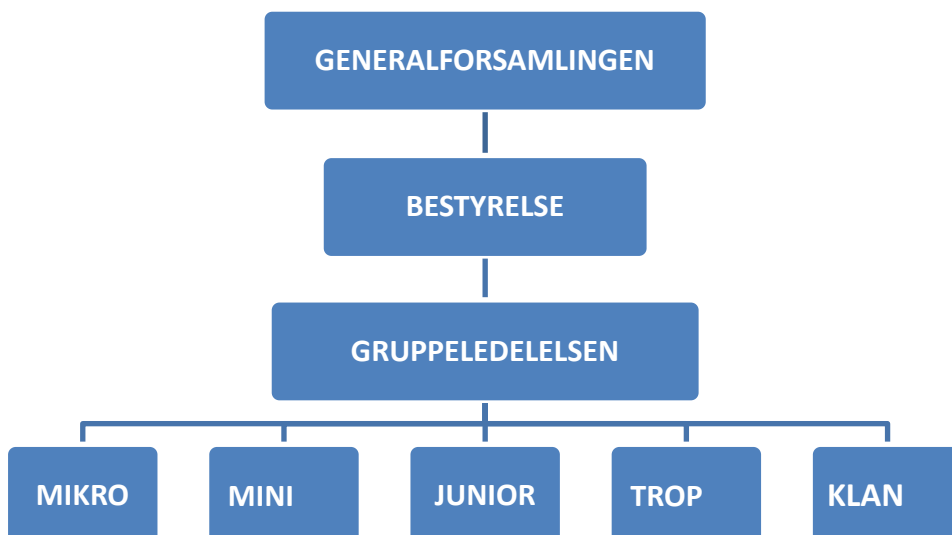 GENERALFORSAMLINGEN
BESTYRELSE
GRUPPELEDELELSEN
MIKRO
MINI
JUNIOR
TROP
KLAN